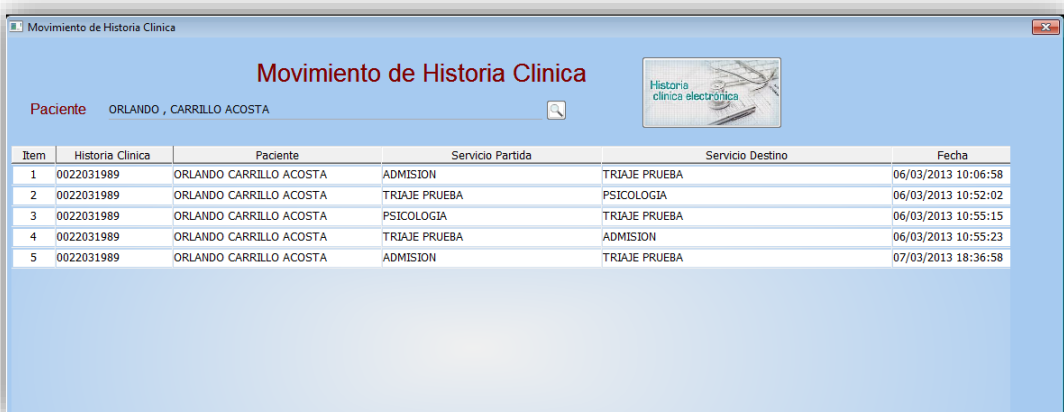 Movimiento de Historia Clinica
Movimiento de Historia Clinica
Historia
clinica electronica
Paciente ORLANDO , CARRILLO ACOSTA
Item Historia Clinica Paciente Servicio Partida Servicio Destino Fecha
1 0022031989 ORLANDO CARRILLO ACOSTA ADMISION TRIAJE PRUEBA 06/03/2013 10:06:58
2 0022031989 ORLANDO CARRILLO ACOSTA TRIAJE PRUEBA PSICOLOGIA 06/03/2013 10:52:02
3 0022031989 ORLANDO CARRILLO ACOSTA PSICOLOGIA TRIAJE PRUEBA 06/03/2013 10:55:15
4 0022031989 ORLANDO CARRILLO ACOSTA TRIAJE PRUEBA ADMISION 06/03/2013 10:55:23
5 0022031989 ORLANDO CARRILLO ACOSTA ADMISION TRIAJE PRUEBA 07/03/2013 18:36:58